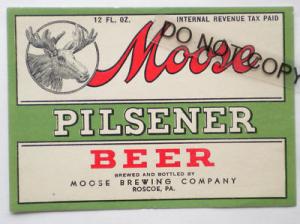 12 FL. OZ. INTERNAL REVENUE TAX PAID
DO NOT COPY
Moose
PILSENER
BEER
BREWED AND BOTTLED BY
MOOSE BREWING COMPANY
ROSCOE, PA.